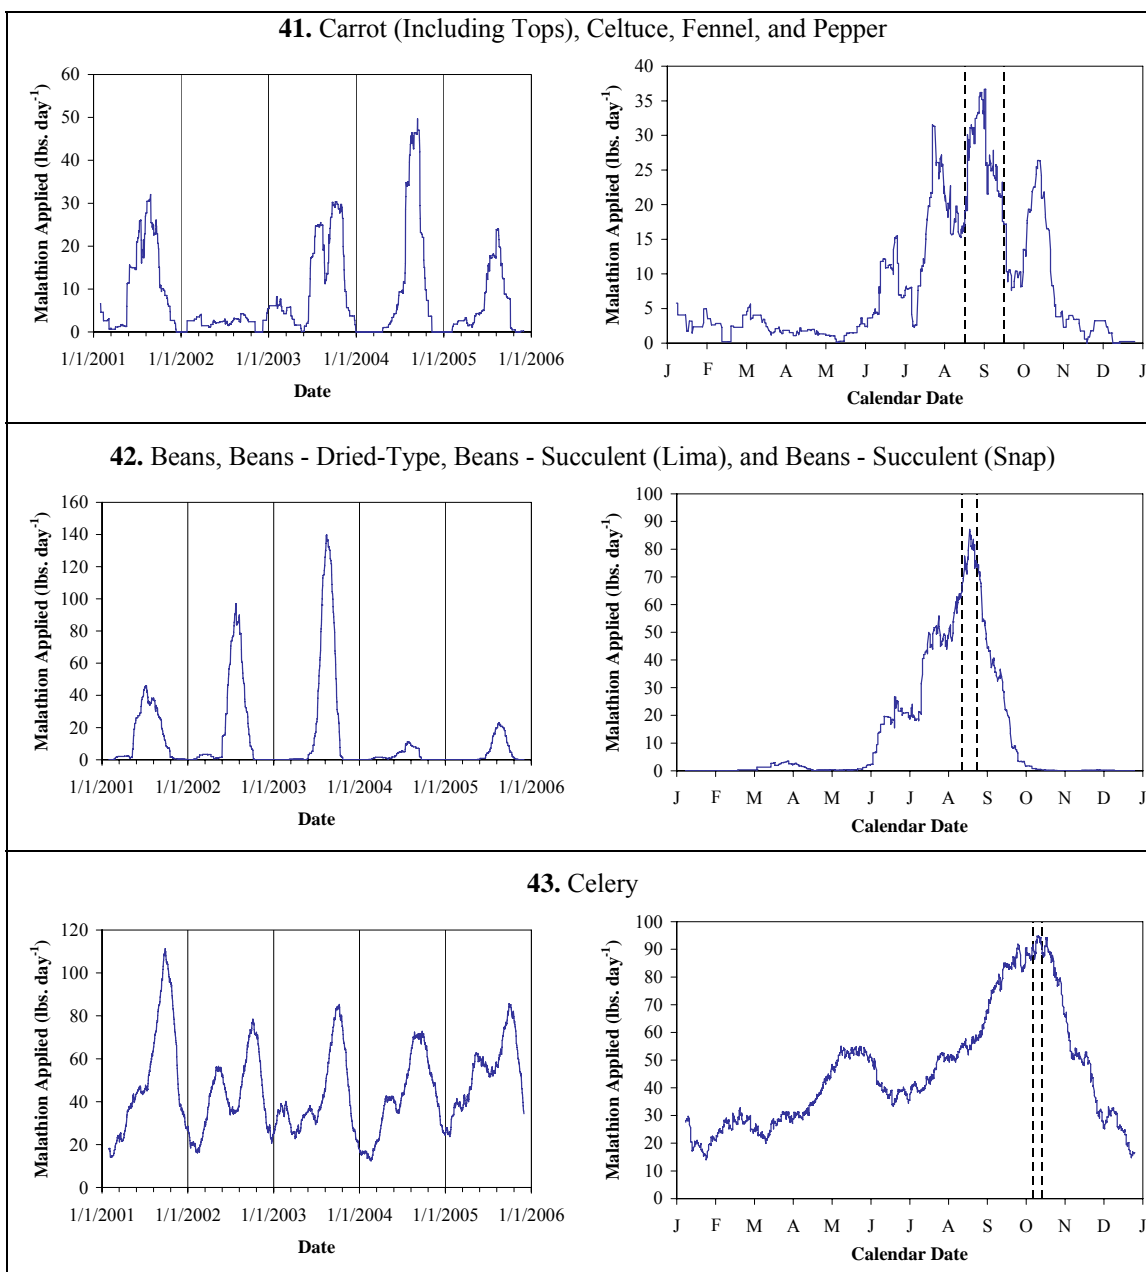 41. Carrot (Including Tops), Celtuce, Fennel, and Pepper
Malathion Applied (lbs. day⁻¹)
60
50
40
30
20
10
0
1/1/2001 1/1/2002 1/1/2003 1/1/2004 1/1/2005 1/1/2006
Date
Malathion Applied (lbs. day⁻¹)
40
35
30
25
20
15
10
5
0
J F M A M J J A S O N D J
Calendar Date
42. Beans, Beans - Dried-Type, Beans - Succulent (Lima), and Beans - Succulent (Snap)
Malathion Applied (lbs. day⁻¹)
160
140
120
100
80
60
40
20
0
1/1/2001 1/1/2002 1/1/2003 1/1/2004 1/1/2005 1/1/2006
Date
Malathion Applied (lbs. day⁻¹)
100
90
80
70
60
50
40
30
20
10
0
J F M A M J J A S O N D J
Calendar Date
43. Celery
Malathion Applied (lbs. day⁻¹)
120
100
80
60
40
20
0
1/1/2001 1/1/2002 1/1/2003 1/1/2004 1/1/2005 1/1/2006
Date
Malathion Applied (lbs. day⁻¹)
100
90
80
70
60
50
40
30
20
10
0
J F M A M J J A S O N D J
Calendar Date